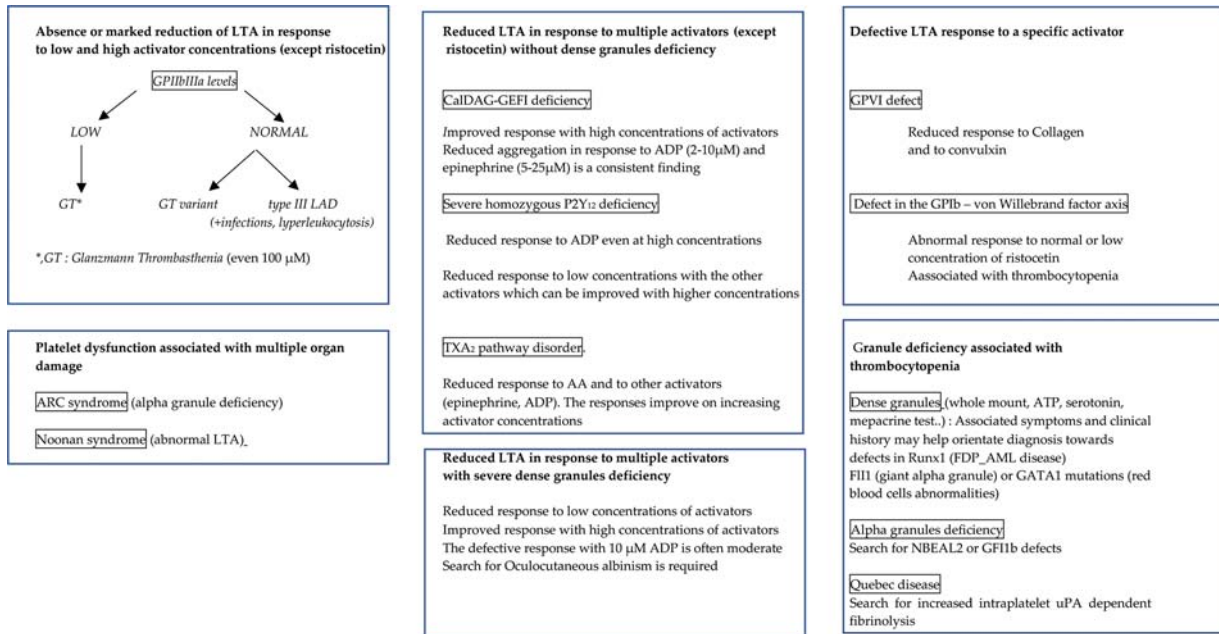 Absence or marked reduction of LTA in response
to low and high activator concentrations (except ristocetin)
GPIIbIIIa levels
LOW NORMAL
GT* GT variant type III LAD
(+infections, lyperleukocytosis)
*,GT : Glanzmann Thrombasthenia (even 100 µM)
Platelet dysfunction associated with multiple organ
damage
ARC syndrome (alpha granule deficiency)
Noonan syndrome (abnormal LTA)
Reduced LTA in response to multiple activators (except
ristocetin) without dense granules deficiency
CalDAG-GEFI deficiency
Improved response with high concentrations of activators
Reduced aggregation in response to ADP (2-10µM) and
epinephrine (5-25µM) is a consistent finding
Severe homozygous P2Y₁₂ deficiency
Reduced response to ADP even at high concentrations
Reduced response to low concentrations with the other
activators which can be improved with higher concentrations
TXA₂ pathway disorder.
Reduced response to AA and to other activators
(epinephrine, ADP). The responses improve on increasing
activator concentrations
Reduced LTA in response to multiple activators
with severe dense granules deficiency
Reduced response to low concentrations of activators
Improved response with high concentrations of activators
The defective response with 10 µM ADP is often moderate
Search for Oculocutaneous albinism is required
Defective LTA response to a specific activator
GPVI defect
Reduced response to Collagen
and to convulxin
Defect in the GPIb – von Willebrand factor axis
Abnormal response to normal or low
concentration of ristocetin
Aassociated with thrombocytopenia
Granule deficiency associated with
thrombocytopenia
Dense granules (whole mount, ATP, serotonin,
mepacrine test..) : Associated symptoms and clinical
history may help orientate diagnosis towards
defects in Runx1 (FDP_AML disease)
FlI1 (giant alpha granule) or GATA1 mutations (red
blood cells abnormalities)
Alpha granules deficiency
Search for NBEAL2 or GFI1b defects
Quebec disease
Search for increased intraplatelet uPA dependent
fibrinolysis